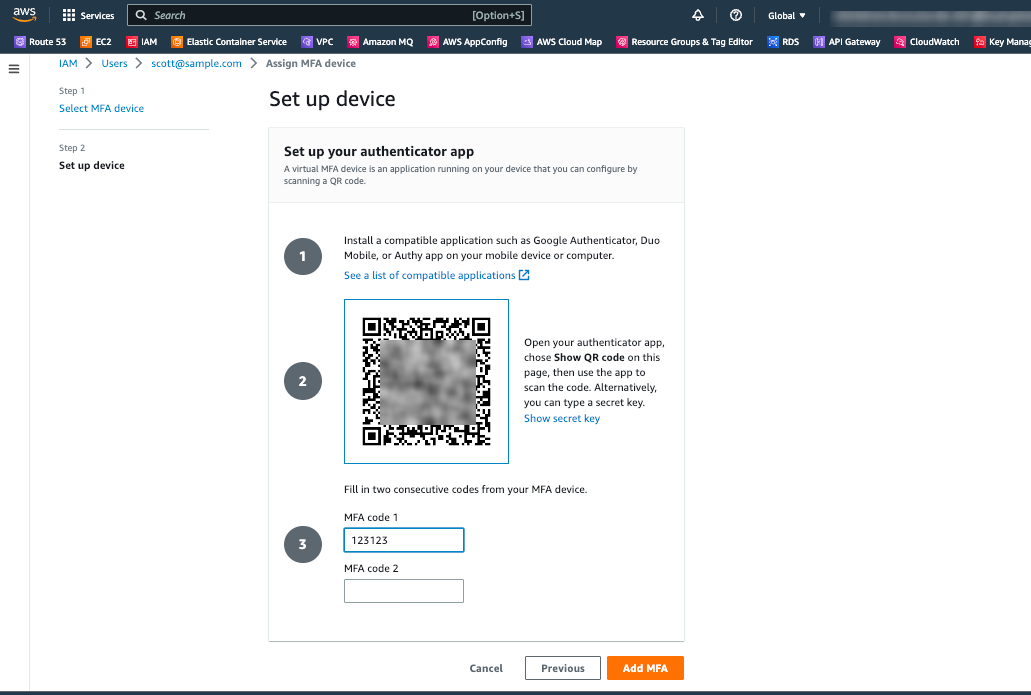 aws
Services
Search
[Option+S]
Global
Route 53
EC2
IAM
Elastic Container Service
VPC
Amazon MQ
AWS AppConfig
AWS Cloud Map
Resource Groups & Tag Editor
RDS
API Gateway
CloudWatch
Key Mana
IAM
Users
scott@sample.com
Assign MFA device
Step 1
Select MFA device
Step 2
Set up device
Set up device
Set up your authenticator app
A virtual MFA device is an application running on your device that you can configure by
scanning a QR code.
1
Install a compatible application such as Google Authenticator, Duo
Mobile, or Authy app on your mobile device or computer.
See a list of compatible applications
2
Open your authenticator app,
chose Show QR code on this
page, then use the app to
scan the code. Alternatively,
you can type a secret key.
Show secret key
Fill in two consecutive codes from your MFA device.
3
MFA code 1
123123
MFA code 2
Cancel
Previous
Add MFA